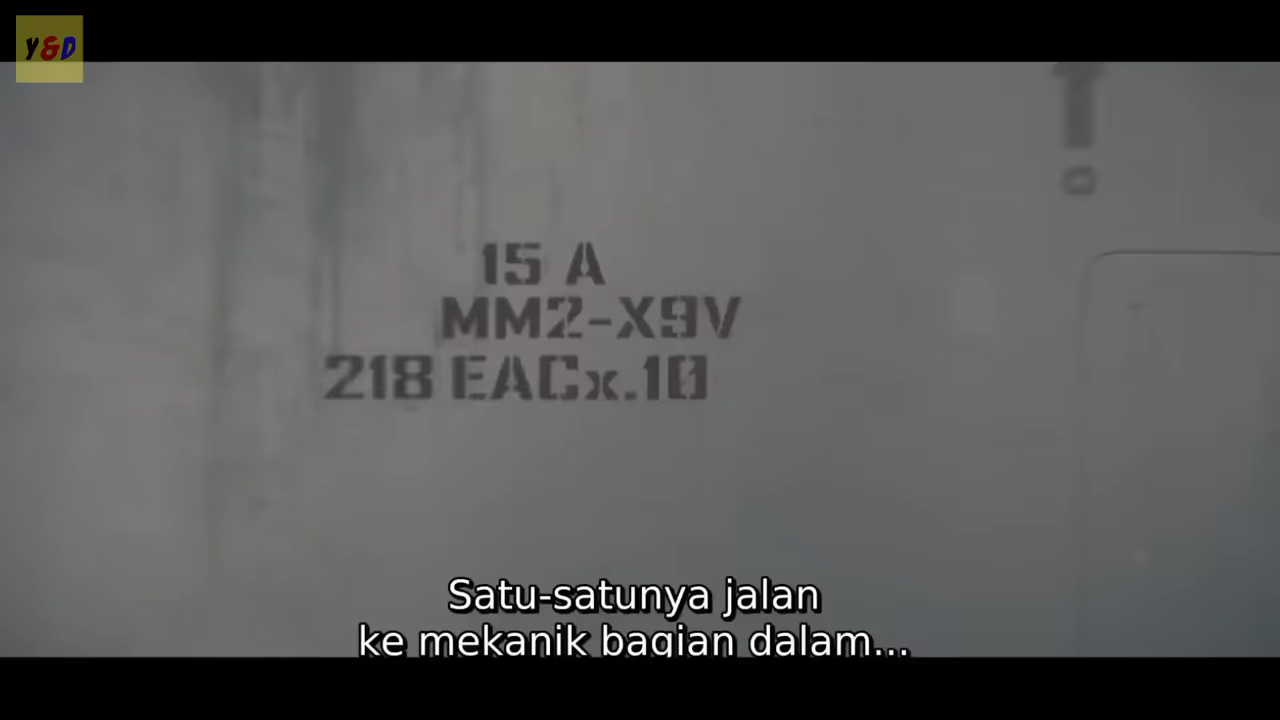 Y&D
15 A
MM2-X9V
218 EACx.10
Satu-satunya jalan
ke mekanik bagian dalam...